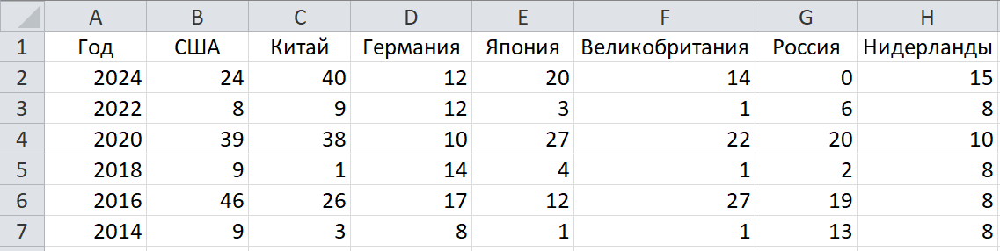 A B C D E F G H
1 Год США Китай Германия Япония Великобритания Россия Нидерланды
2 2024 24 40 12 20 14 0 15
3 2022 8 9 12 3 1 6 8
4 2020 39 38 10 27 22 20 10
5 2018 9 1 14 4 1 2 8
6 2016 46 26 17 12 27 19 8
7 2014 9 3 8 1 1 13 8